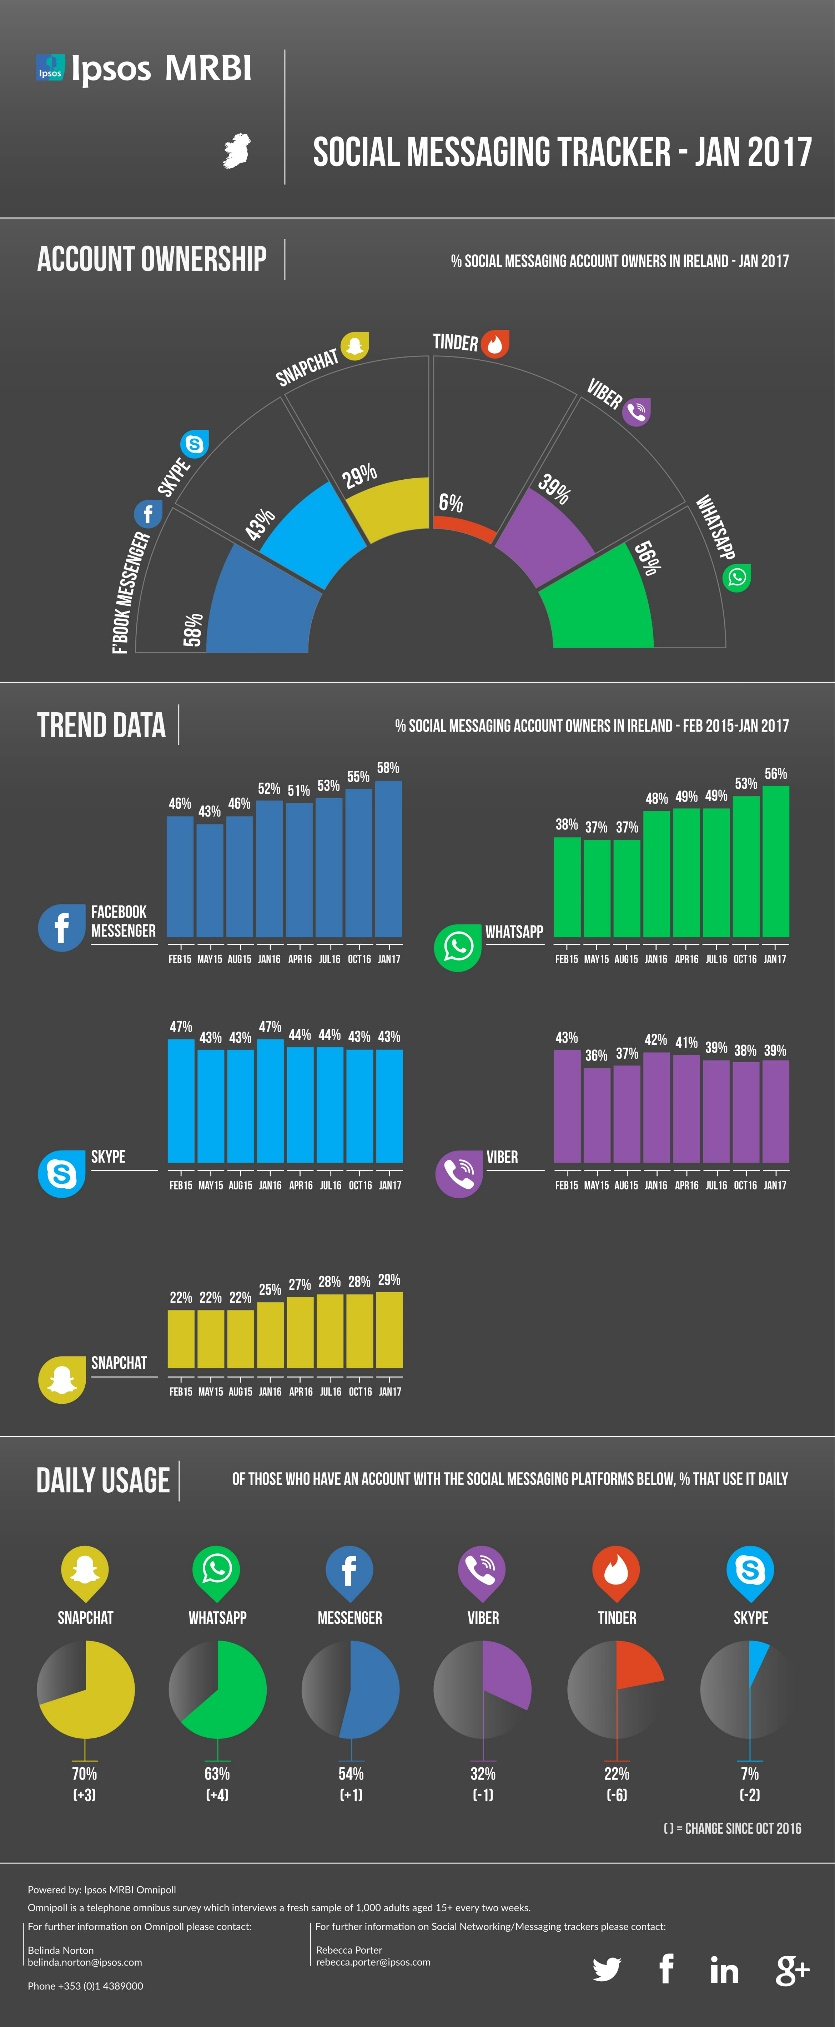 Ipsos
Ipsos MRBI
SOCIAL MESSAGING TRACKER - JAN 2017
ACCOUNT OWNERSHIP
% SOCIAL MESSAGING ACCOUNT OWNERS IN IRELAND - JAN 2017
F'BOOK MESSENGER
58%
SKYPE
43%
SNAPCHAT
29%
TINDER
6%
VIBER
39%
WHATSAPP
56%
TREND DATA
% SOCIAL MESSAGING ACCOUNT OWNERS IN IRELAND - FEB 2015-JAN 2017
46% 43% 46% 52% 51% 53% 55% 58%
FACEBOOK
MESSENGER
FEB15 MAY15 AUG15 JAN16 APR16 JUL16 OCT16 JAN17
38% 37% 37% 48% 49% 49% 53% 56%
WHATSAPP
FEB15 MAY15 AUG15 JAN16 APR16 JUL16 OCT16 JAN17
47% 43% 43% 47% 44% 44% 43% 43%
SKYPE
FEB15 MAY15 AUG15 JAN16 APR16 JUL16 OCT16 JAN17
43% 36% 37% 42% 41% 39% 38% 39%
VIBER
FEB15 MAY15 AUG15 JAN16 APR16 JUL16 OCT16 JAN17
22% 22% 22% 25% 27% 28% 28% 29%
SNAPCHAT
FEB15 MAY15 AUG15 JAN16 APR16 JUL16 OCT16 JAN17
DAILY USAGE
OF THOSE WHO HAVE AN ACCOUNT WITH THE SOCIAL MESSAGING PLATFORMS BELOW, % THAT USE IT DAILY
SNAPCHAT WHATSAPP MESSENGER VIBER TINDER SKYPE
70% 63% 54% 32% 22% 7%
(+3) (+4) (+1) (-1) (-6) (-2)
( ) = CHANGE SINCE OCT 2016
Powered by: Ipsos MRBI Omnipoll
Omnipoll is a telephone omnibus survey which interviews a fresh sample of 1,000 adults aged 15+ every two weeks.
For further information on Omnipoll please contact:
Belinda Norton
belinda.norton@ipsos.com
Phone +353 (0)1 4389000
For further information on Social Networking/Messaging trackers please contact:
Rebecca Porter
rebecca.porter@ipsos.com